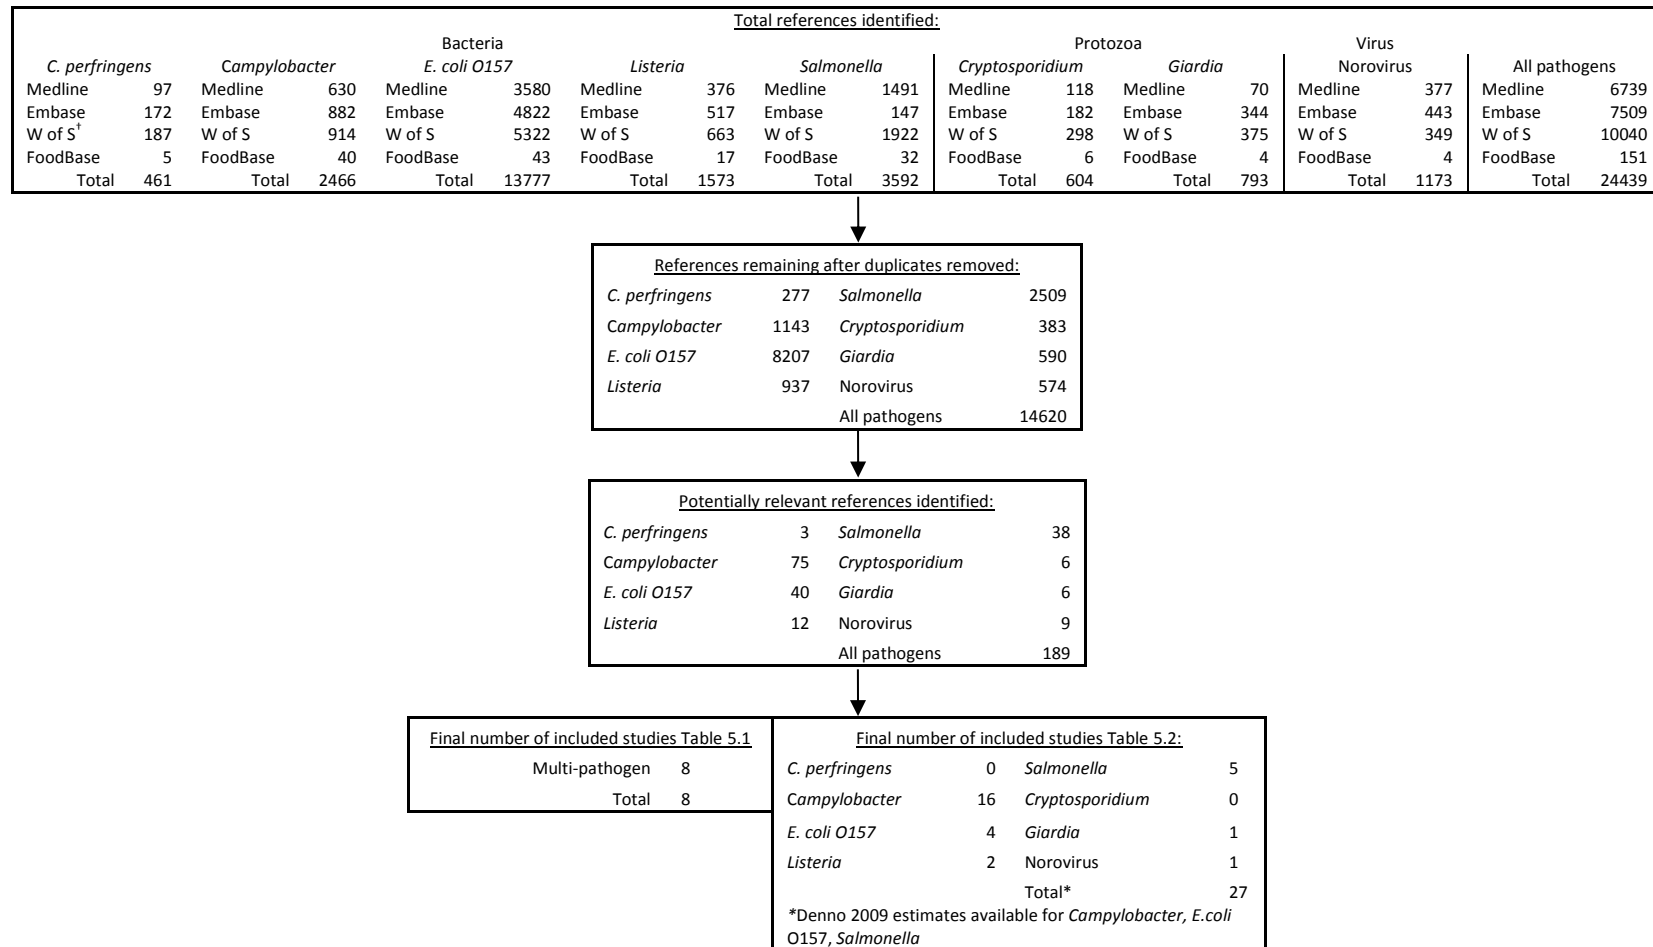 Total references identified:
Bacteria Protozoa Virus
C. perfringens Campylobacter E. coli O157 Listeria Salmonella Cryptosporidium Giardia Norovirus All pathogens
Medline 97 Medline 630 Medline 3580 Medline 376 Medline 1491 Medline 118 Medline 70 Medline 377 Medline 6739
Embase 172 Embase 882 Embase 4822 Embase 517 Embase 147 Embase 182 Embase 344 Embase 443 Embase 7509
W of S† 187 W of S 914 W of S 5322 W of S 663 W of S 1922 W of S 298 W of S 375 W of S 349 W of S 10040
FoodBase 5 FoodBase 40 FoodBase 43 FoodBase 17 FoodBase 32 FoodBase 6 FoodBase 4 FoodBase 4 FoodBase 151
Total 461 Total 2466 Total 13777 Total 1573 Total 3592 Total 604 Total 793 Total 1173 Total 24439
References remaining after duplicates removed:
C. perfringens 277 Salmonella 2509
Campylobacter 1143 Cryptosporidium 383
E. coli O157 8207 Giardia 590
Listeria 937 Norovirus 574
All pathogens 14620
Potentially relevant references identified:
C. perfringens 3 Salmonella 38
Campylobacter 75 Cryptosporidium 6
E. coli O157 40 Giardia 6
Listeria 12 Norovirus 9
All pathogens 189
Final number of included studies Table 5.1
Multi-pathogen 8
Total 8
Final number of included studies Table 5.2:
C. perfringens 0 Salmonella 5
Campylobacter 16 Cryptosporidium 0
E. coli O157 4 Giardia 1
Listeria 2 Norovirus 1
Total* 27
*Denno 2009 estimates available for Campylobacter, E.coli
O157, Salmonella